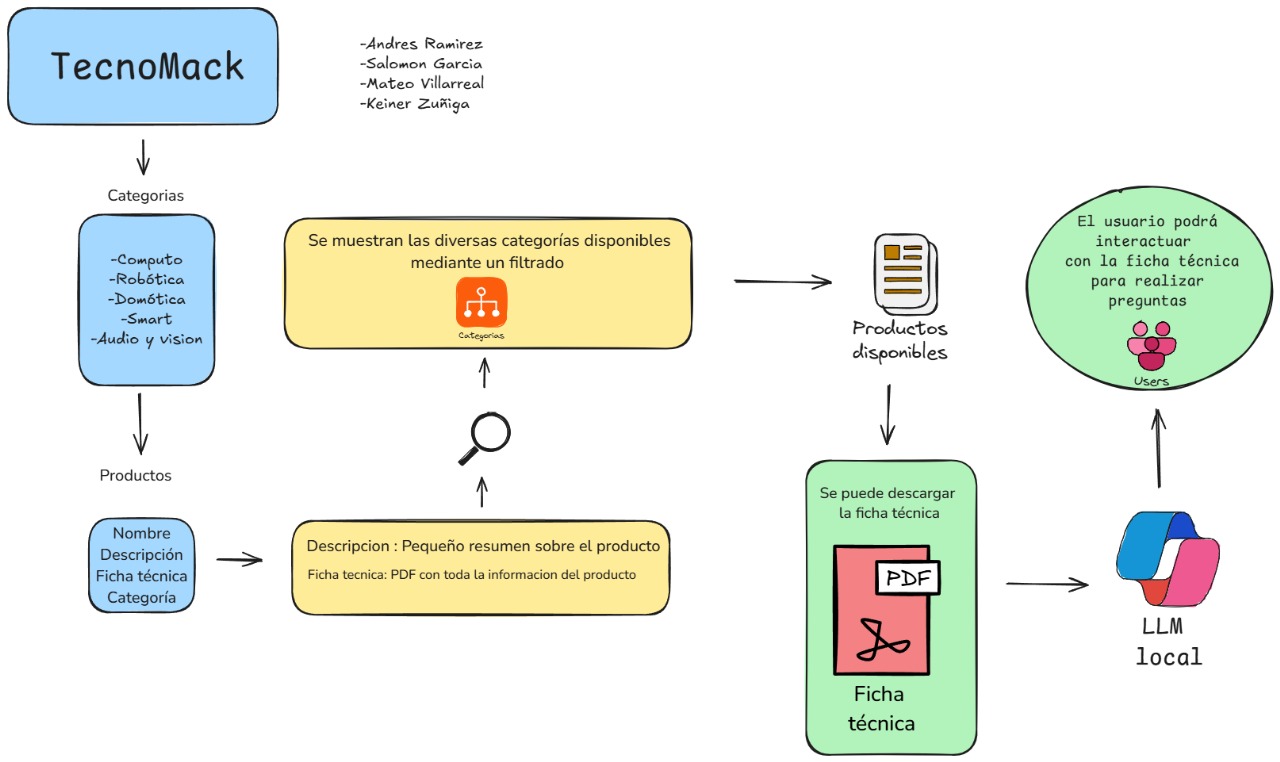 TecnoMack
-Andres Ramirez
-Salomon Garcia
-Mateo Villarreal
-Keiner Zuñiga
Categorias
-Computo
-Robótica
-Domótica
-Smart
-Audio y vision
Productos
Nombre
Descripción
Ficha técnica
Categoría
Descripcion : Pequeño resumen sobre el producto
Ficha tecnica: PDF con toda la informacion del producto
Se muestran las diversas categorías disponibles
mediante un filtrado
Categorias
Productos
disponibles
Se puede descargar
la ficha técnica
PDF
Ficha
técnica
LLM
local
El usuario podrá
interactuar
con la ficha técnica
para realizar
preguntas
Users